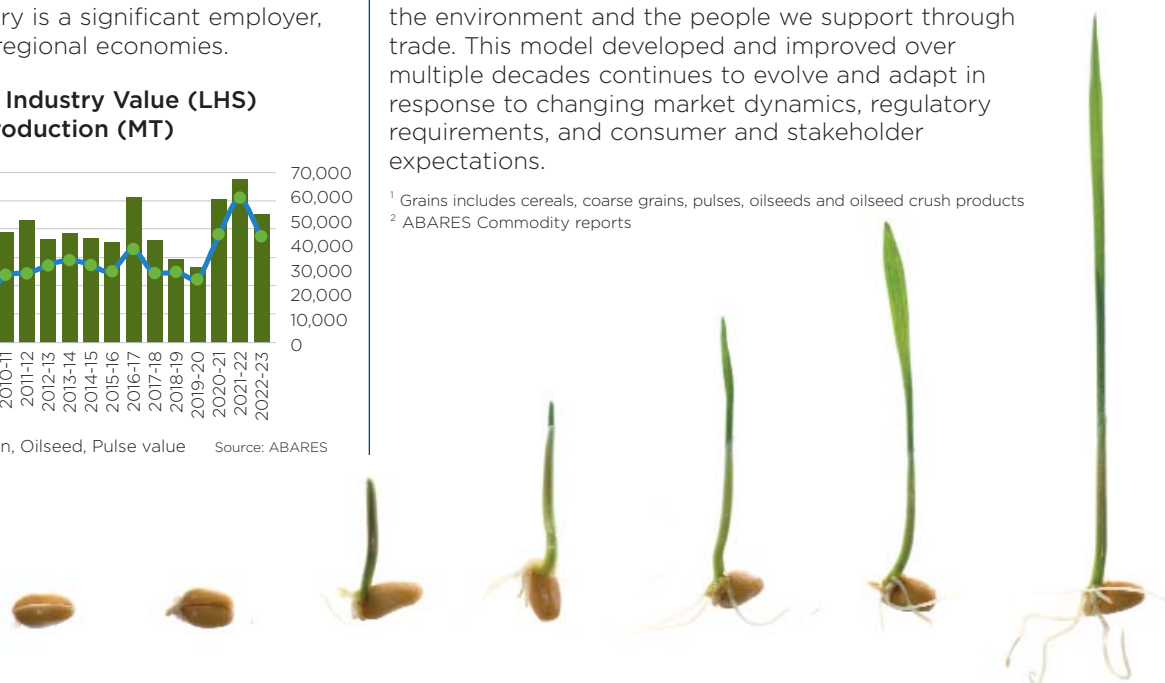 ry is a significant employer,
regional economies.
Industry Value (LHS)
roduction (MT)
70,000
60,000
50,000
40,000
30,000
20,000
10,000
0
2010-11
2011-12
2012-13
2013-14
2014-15
2015-16
2016-17
2017-18
2018-19
2019-20
2020-21
2021-22
2022-23
n, Oilseed, Pulse value Source: ABARES
the environment and the people we support through
trade. This model developed and improved over
multiple decades continues to evolve and adapt in
response to changing market dynamics, regulatory
requirements, and consumer and stakeholder
expectations.
¹ Grains includes cereals, coarse grains, pulses, oilseeds and oilseed crush products
² ABARES Commodity reports